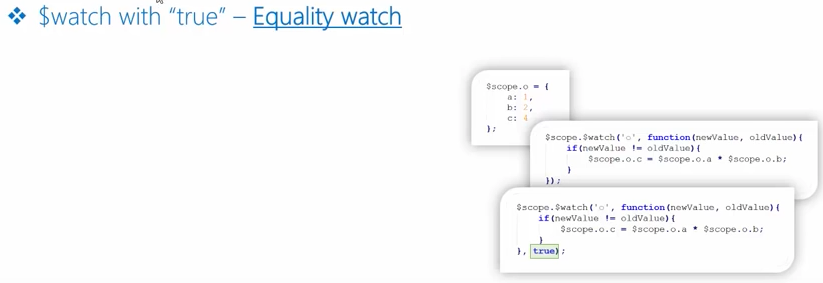 ❖ $watch with “true” – Equality watch
$scope.o = {
a: 1,
b: 2,
c: 4
};
$scope.$watch('o', function(newValue, oldValue){
if(newValue != oldValue){
$scope.o.c = $scope.o.a * $scope.o.b;
}
});
$scope.$watch('o', function(newValue, oldValue){
if(newValue != oldValue){
$scope.o.c = $scope.o.a * $scope.o.b;
}
}, true);